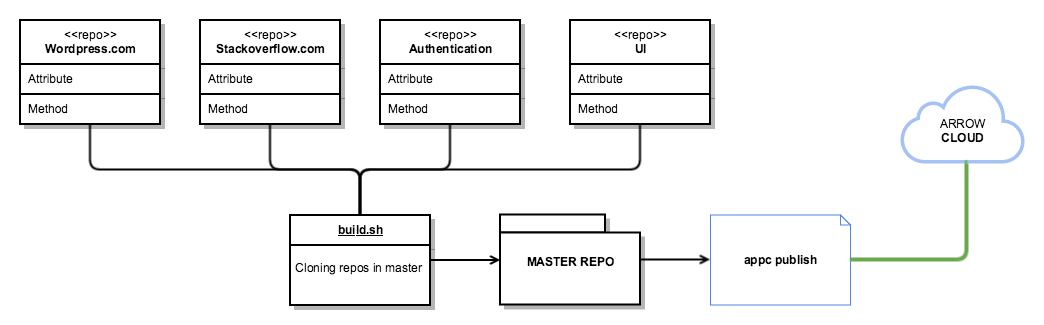 <<repo>>
Wordpress.com
Attribute
Method
<<repo>>
Stackoverflow.com
Attribute
Method
<<repo>>
Authentication
Attribute
Method
<<repo>>
UI
Attribute
Method
ARROW
CLOUD
build.sh
Cloning repos in master
MASTER REPO
appc publish